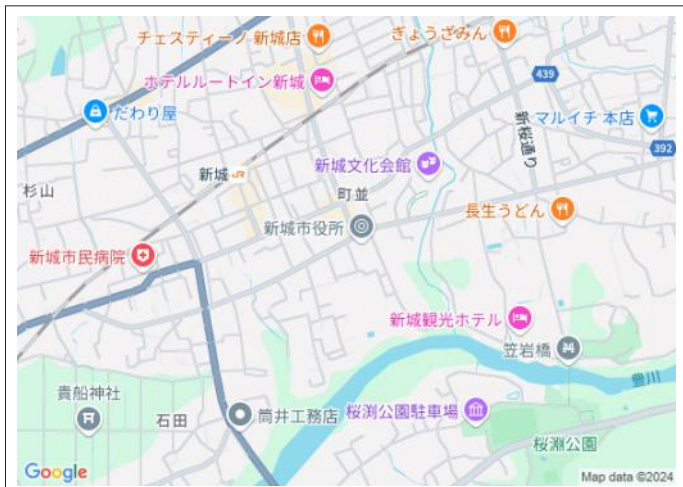 チェスティーノ 新城店
ぎょうざみん
ホテルルートイン新城
439
だわり屋
マルイチ 本店
新桜通り
392
新城文化会館
新城
JR
杉山
町並
長生うどん
新城市役所
新城市民病院
新城観光ホテル
笠岩橋
豊川
貴船神社
石田
筒井工務店
桜渕公園駐車場
桜淵公園
Google
Map data ©2024